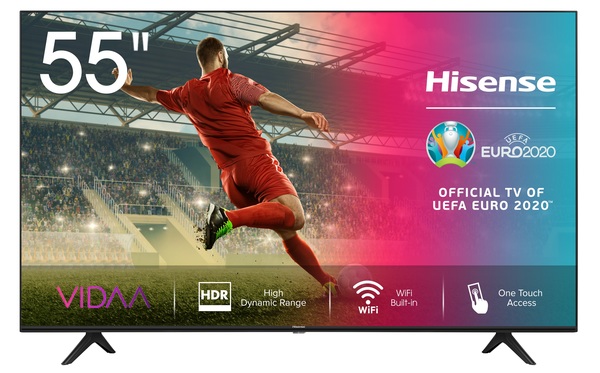 55"
Hisense
UEFA
EURO2020
OFFICIAL TV OF
UEFA EURO 2020™
VIDAA
HDR
High
Dynamic Range
WiFi
WiFi
Built-in
One Touch
Access
Hisense